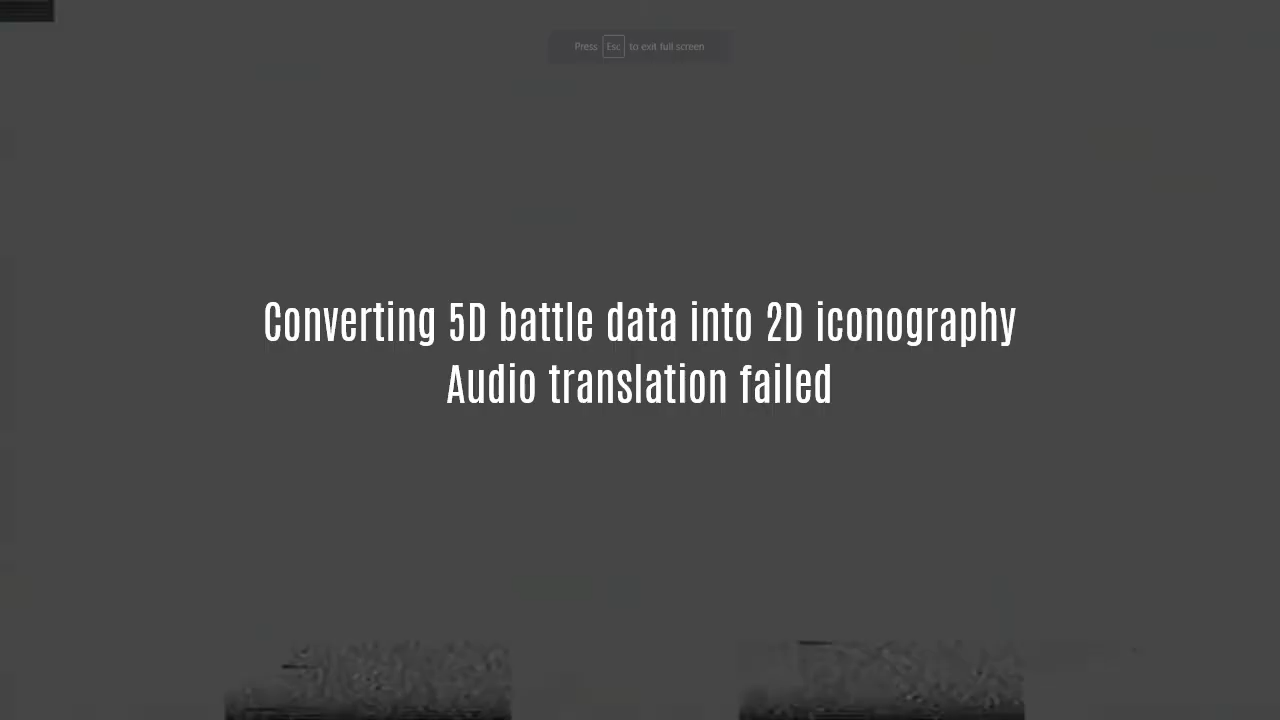 Press Esc to exit full screen
Converting 5D battle data into 2D iconography
Audio translation failed